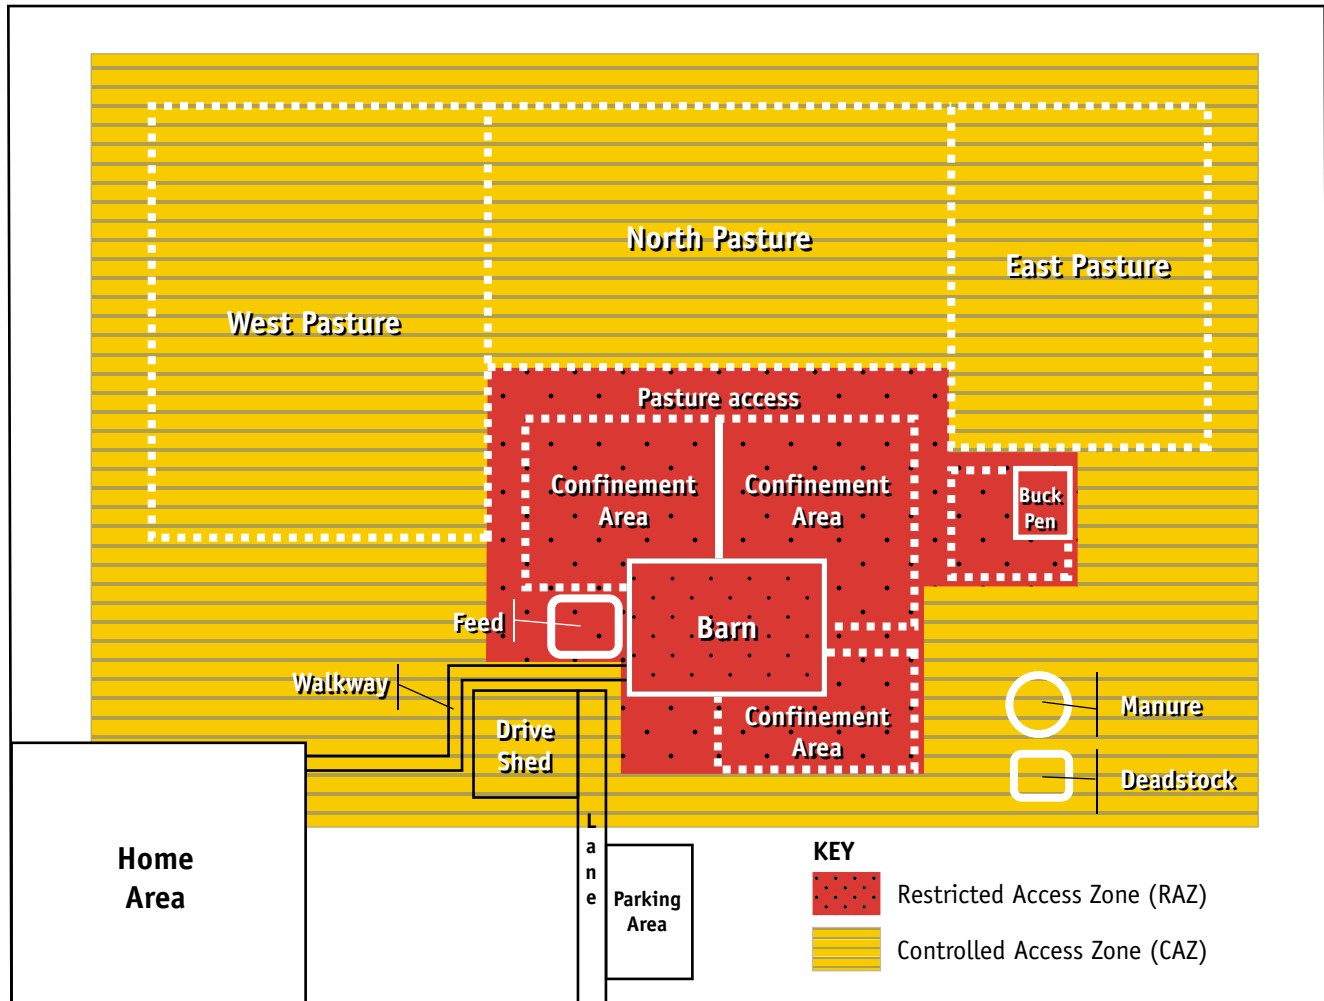 North Pasture
East Pasture
West Pasture
Pasture access
Confinement
Area
Confinement
Area
Buck
Pen
Feed
Barn
Walkway
Manure
Drive
Shed
Confinement
Area
Deadstock
Lane
Home
Area
Parking
Area
KEY
Restricted Access Zone (RAZ)
Controlled Access Zone (CAZ)